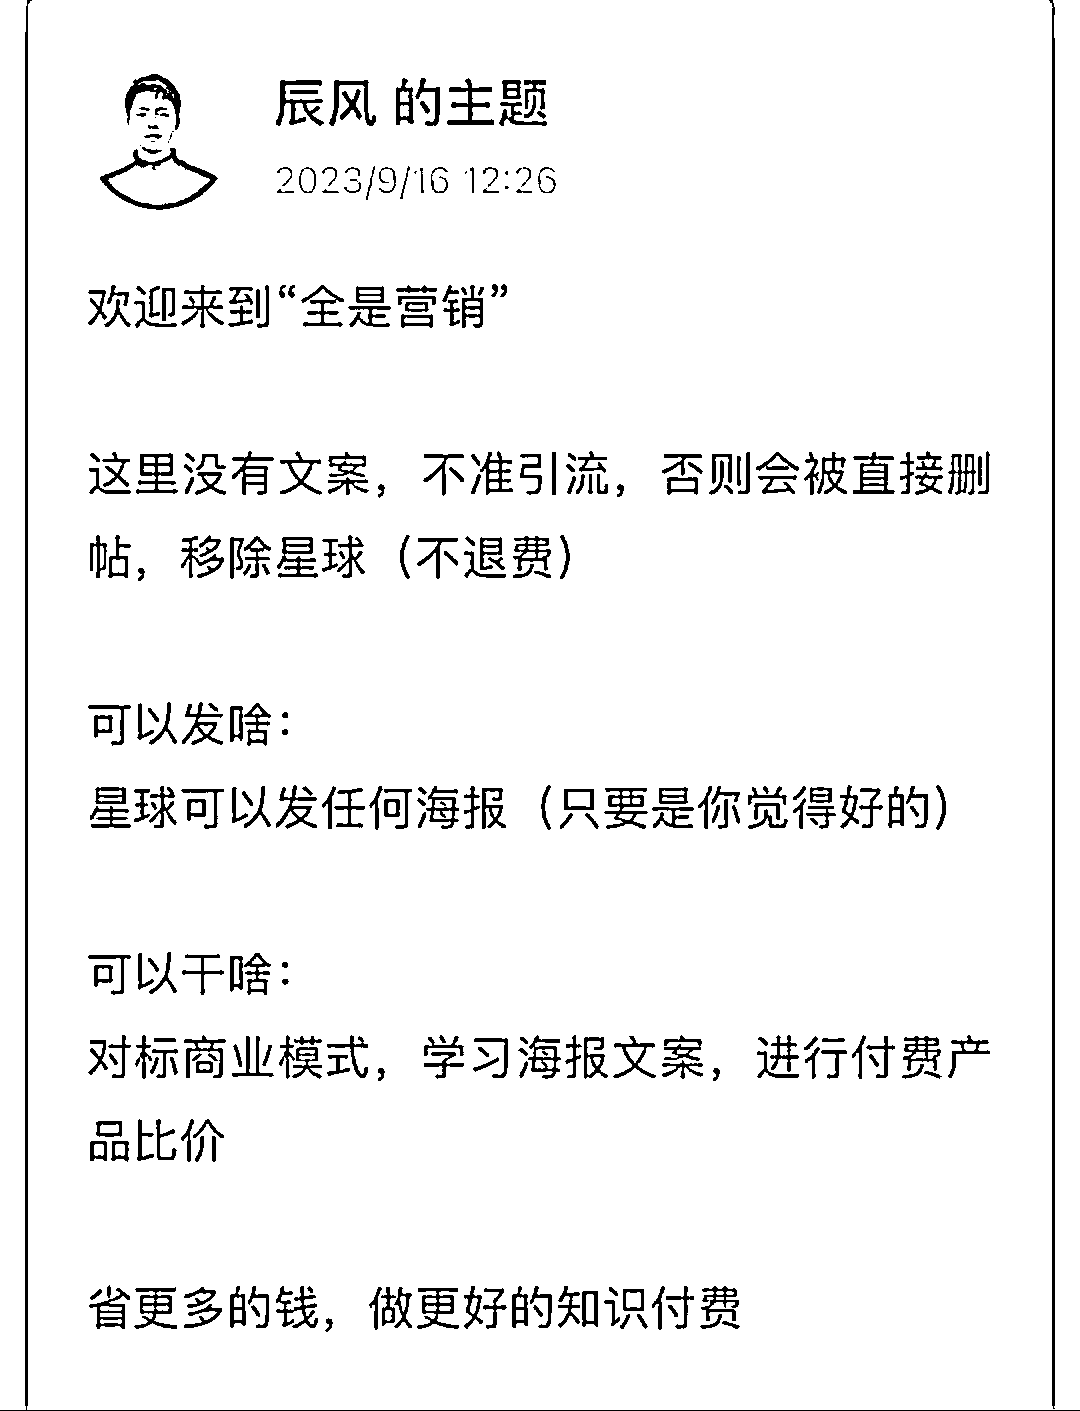 辰风 的主题
2023/9/16 12:26
欢迎来到“全是营销”
这里没有文案，不准引流，否则会被直接删
帖，移除星球（不退费）
可以发啥：
星球可以发任何海报（只要是你觉得好的）
可以干啥：
对标商业模式，学习海报文案，进行付费产
品比价
省更多的钱，做更好的知识付费